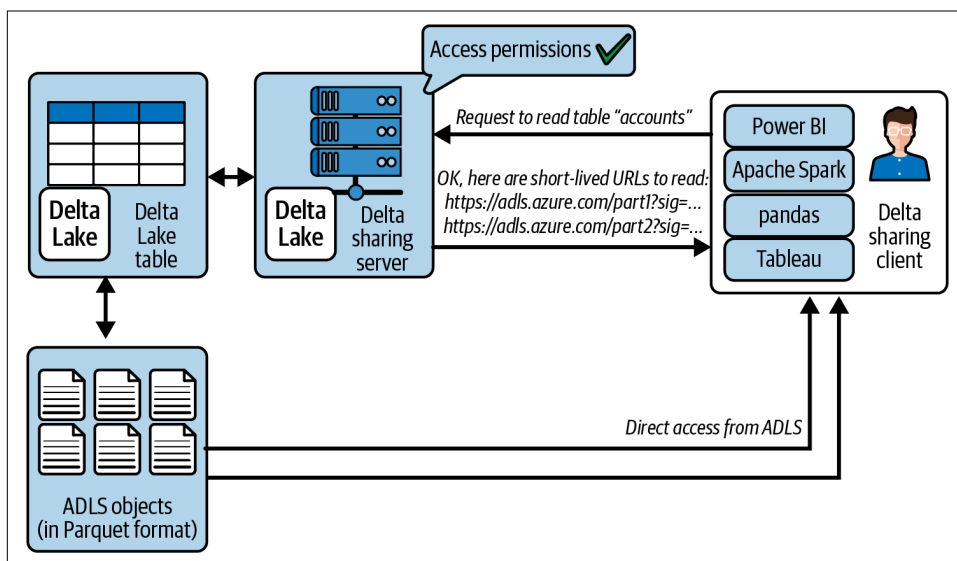 Access permissions
Delta
Lake
Delta
Lake
table
Delta
Lake
Delta
sharing
server
Request to read table “accounts”
OK, here are short-lived URLs to read:
https://adls.azure.com/part1?sig=...
https://adls.azure.com/part2?sig=...
Power BI
Apache Spark
pandas
Tableau
Delta
sharing
client
Direct access from ADLS
ADLS objects
(in Parquet format)